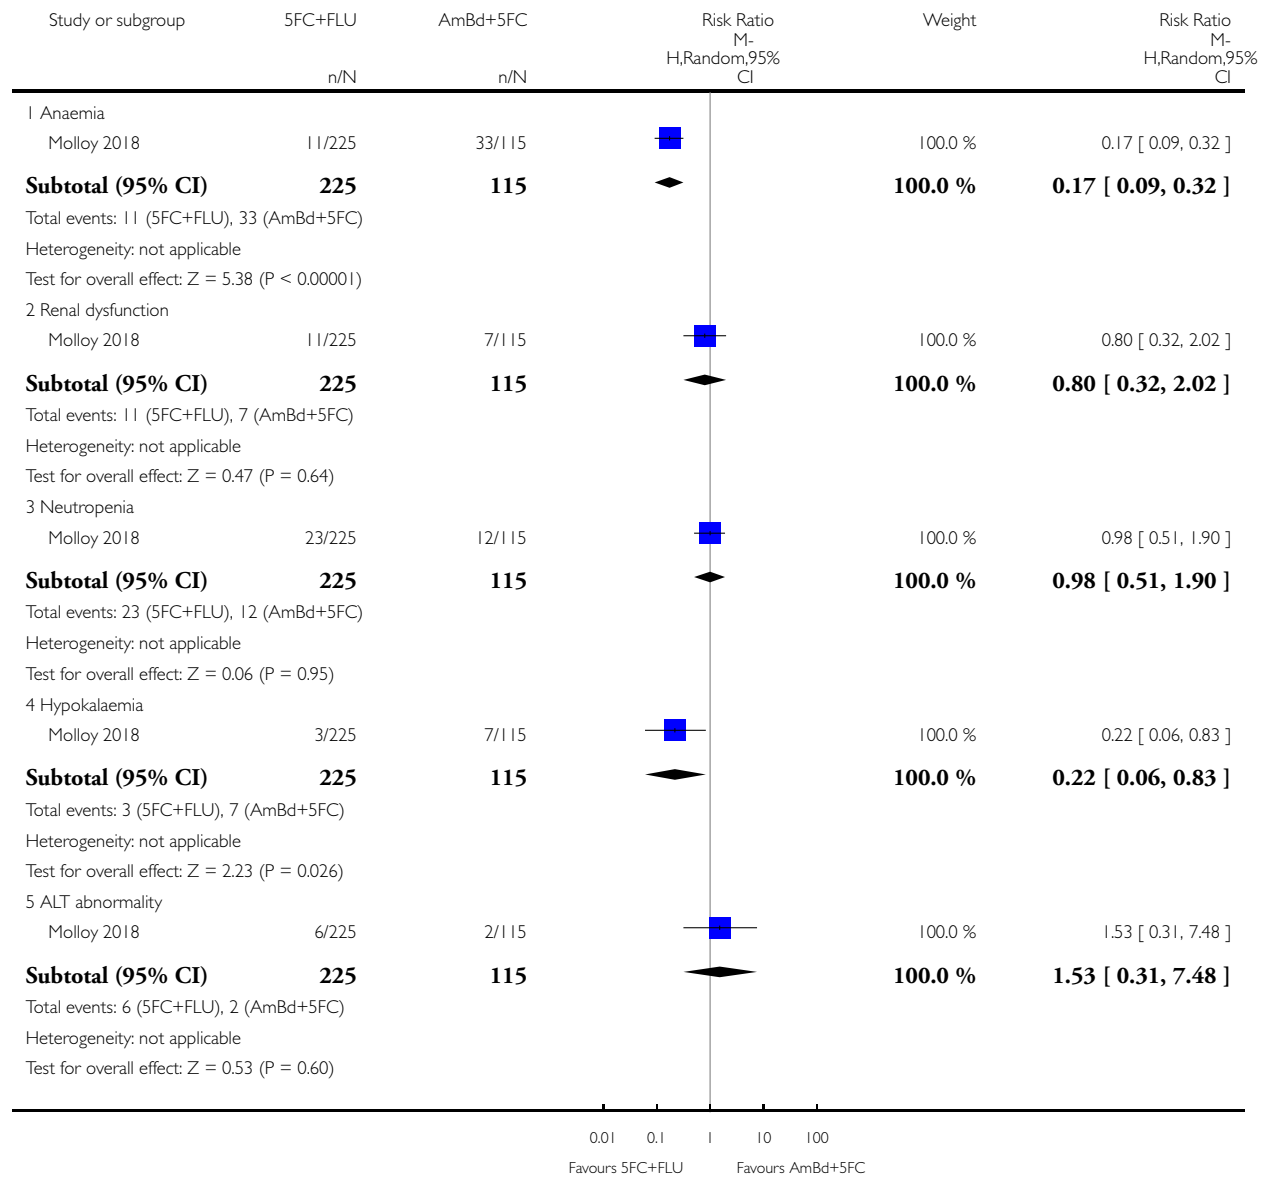 Study or subgroup 5FC+FLU AmBd+5FC Risk Ratio Weight Risk Ratio
M- M-
H,Random,95% H,Random,95%
n/N n/N CI CI
1 Anaemia
Molloy 2018 11/225 33/115 100.0 % 0.17 [ 0.09, 0.32 ]
Subtotal (95% CI) 225 115 100.0 % 0.17 [ 0.09, 0.32 ]
Total events: 11 (5FC+FLU), 33 (AmBd+5FC)
Heterogeneity: not applicable
Test for overall effect: Z = 5.38 (P < 0.00001)
2 Renal dysfunction
Molloy 2018 11/225 7/115 100.0 % 0.80 [ 0.32, 2.02 ]
Subtotal (95% CI) 225 115 100.0 % 0.80 [ 0.32, 2.02 ]
Total events: 11 (5FC+FLU), 7 (AmBd+5FC)
Heterogeneity: not applicable
Test for overall effect: Z = 0.47 (P = 0.64)
3 Neutropenia
Molloy 2018 23/225 12/115 100.0 % 0.98 [ 0.51, 1.90 ]
Subtotal (95% CI) 225 115 100.0 % 0.98 [ 0.51, 1.90 ]
Total events: 23 (5FC+FLU), 12 (AmBd+5FC)
Heterogeneity: not applicable
Test for overall effect: Z = 0.06 (P = 0.95)
4 Hypokalaemia
Molloy 2018 3/225 7/115 100.0 % 0.22 [ 0.06, 0.83 ]
Subtotal (95% CI) 225 115 100.0 % 0.22 [ 0.06, 0.83 ]
Total events: 3 (5FC+FLU), 7 (AmBd+5FC)
Heterogeneity: not applicable
Test for overall effect: Z = 2.23 (P = 0.026)
5 ALT abnormality
Molloy 2018 6/225 2/115 100.0 % 1.53 [ 0.31, 7.48 ]
Subtotal (95% CI) 225 115 100.0 % 1.53 [ 0.31, 7.48 ]
Total events: 6 (5FC+FLU), 2 (AmBd+5FC)
Heterogeneity: not applicable
Test for overall effect: Z = 0.53 (P = 0.60)
0.01 0.1 1 10 100
Favours 5FC+FLU Favours AmBd+5FC